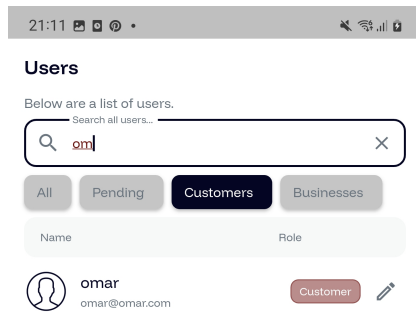 21:11
Users
Below are a list of users.
Search all users...
om
All Pending Customers Businesses
Name Role
omar Customer
omar@omar.com